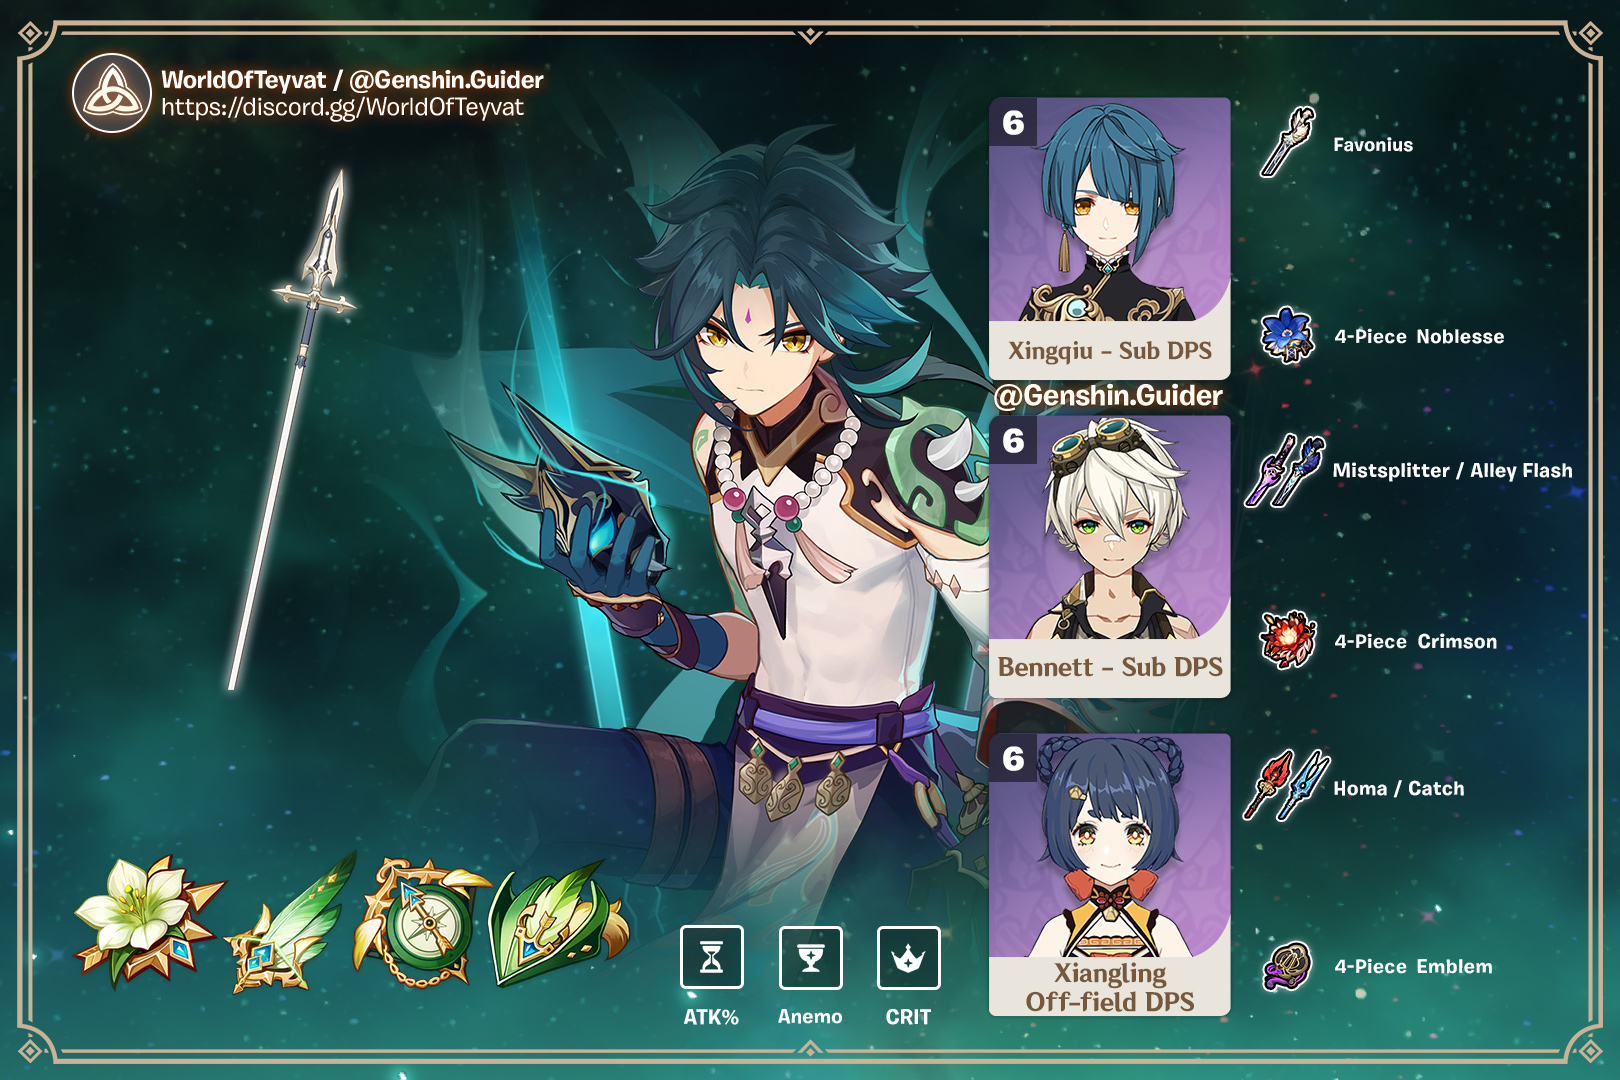 WorldOfTeyvat / @Genshin.Guider
https://discord.gg/WorldOfTeyvat
6
Xingqiu - Sub DPS
Favonius
4-Piece Noblesse
@Genshin.Guider
6
Bennett - Sub DPS
Mistsplitter / Alley Flash
4-Piece Crimson
6
Xiangling
Off-field DPS
Homa / Catch
4-Piece Emblem
ATK%
Anemo
CRIT